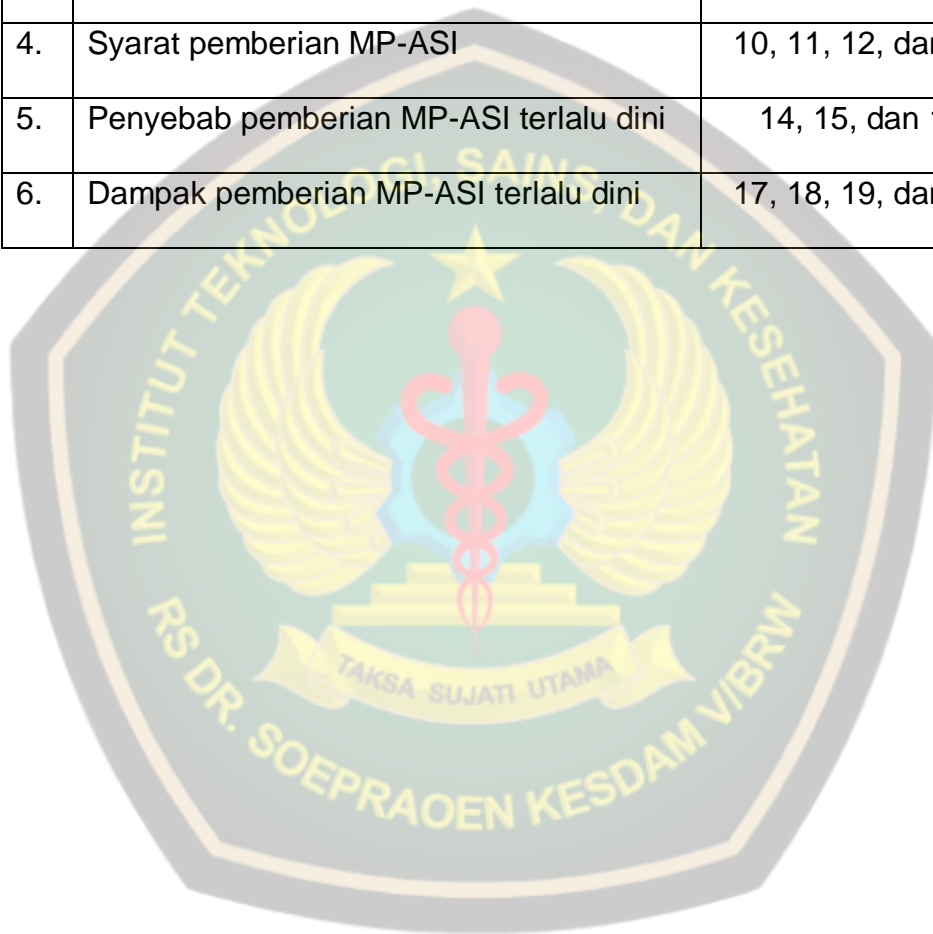 4. Syarat pemberian MP-ASI 10, 11, 12,
5. Penyebab pemberian MP-ASI terlalu dini 14, 15, dan
6. Dampak pemberian MP-ASI terlalu dini 17, 18, 19,
INSTITUT TEKNOLOGI, SAINS, DAN KESEHATAN
TAKSA SUJATI UTAMA
RS DR. SOEPRAOEN KESDAM V/BRW